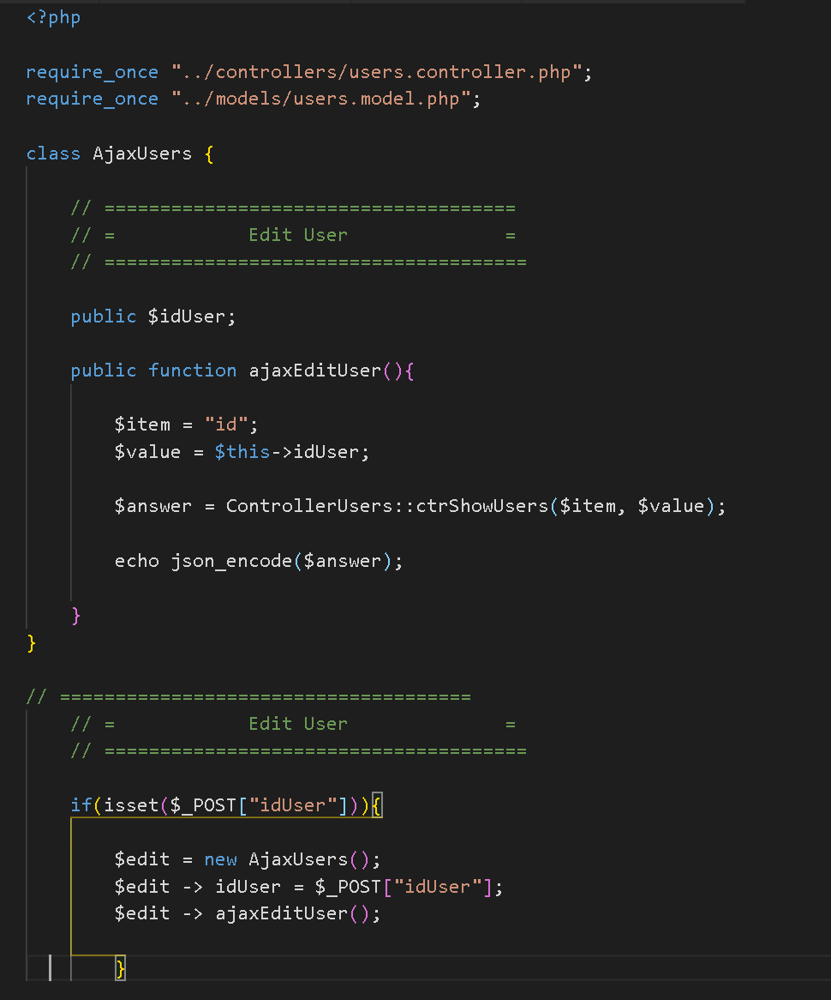 <?php
require_once "../controllers/users.controller.php";
require_once "../models/users.model.php";
class AjaxUsers {
// =====================================
// =            Edit User              =
// ======================================
public $idUser;
public function ajaxEditUser(){
$item = "id";
$value = $this->idUser;
$answer = ControllerUsers::ctrShowUsers($item, $value);
echo json_encode($answer);
}
}
// =====================================
// =            Edit User              =
// ======================================
if(isset($_POST["idUser"])){
$edit = new AjaxUsers();
$edit -> idUser = $_POST["idUser"];
$edit -> ajaxEditUser();
}